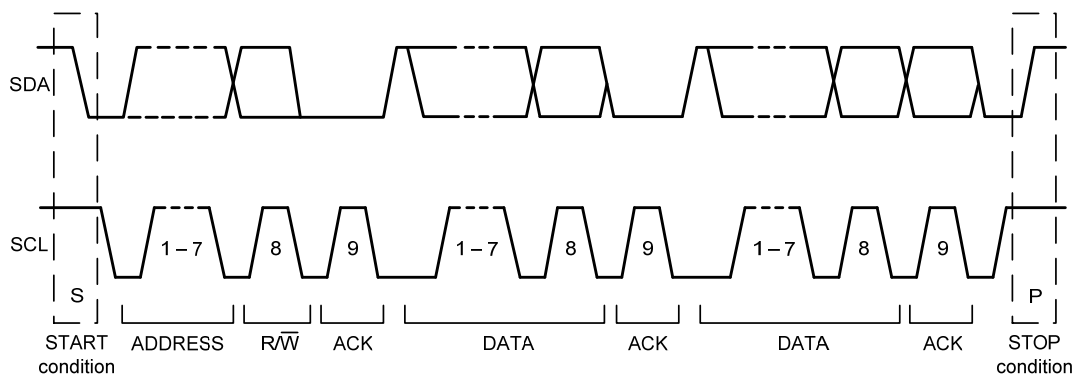 SDA
SCL
1 – 7
8
9
1 – 7
8
9
1 – 7
8
9
S
P
START
condition
ADDRESS
R/W̅
ACK
DATA
ACK
DATA
ACK
STOP
condition